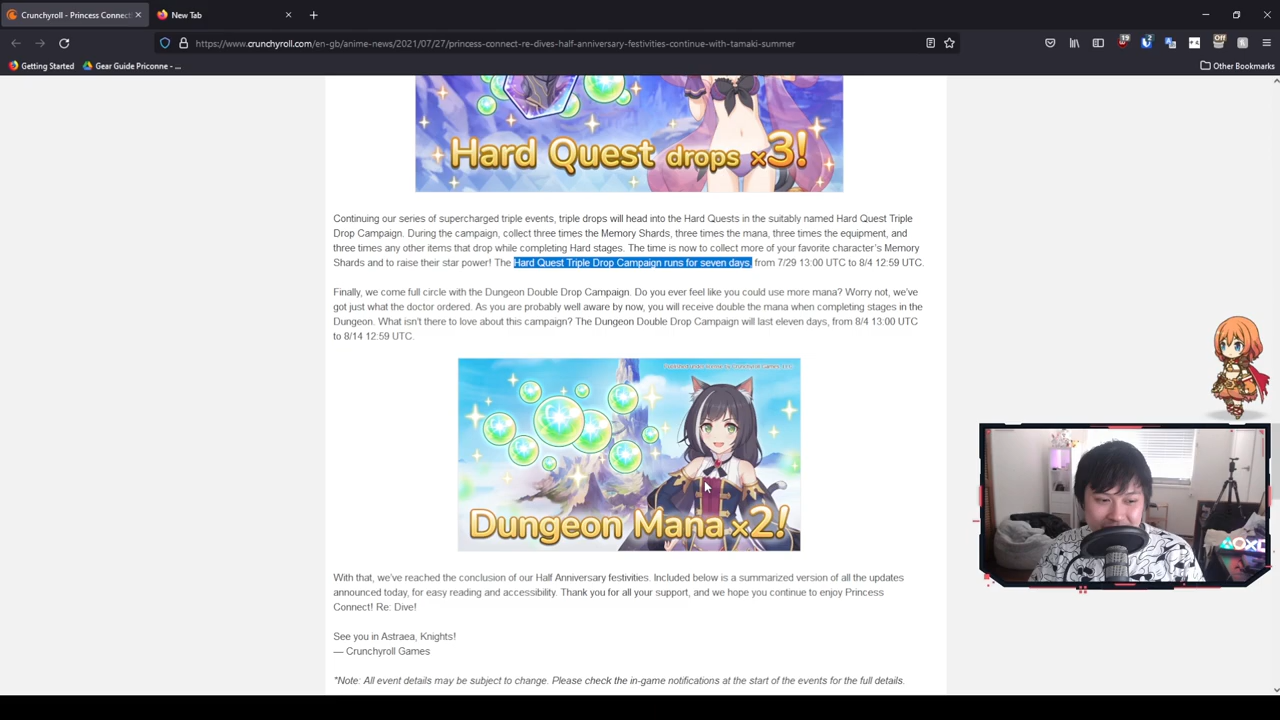 Crunchyroll - Princess Connect!
New Tab
https://www.crunchyroll.com/en-gb/anime-news/2021/07/27/princess-connect-re-dives-half-anniversary-festivities-continue-with-tamaki-summer
19
2
Off
Getting Started
Gear Guide Priconne - ...
Other Bookmarks
Hard Quest drops x3!
Continuing our series of supercharged triple events, triple drops will head into the Hard Quests in the suitably named Hard Quest Triple
Drop Campaign. During the campaign, collect three times the Memory Shards, three times the mana, three times the equipment, and
three times any other items that drop while completing Hard stages. The time is now to collect more of your favorite character's Memory
Shards and to raise their star power! The Hard Quest Triple Drop Campaign runs for seven days, from 7/29 13:00 UTC to 8/4 12:59 UTC.
Finally, we come full circle with the Dungeon Double Drop Campaign. Do you ever feel like you could use more mana? Worry not, we've
got just what the doctor ordered. As you are probably well aware by now, you will receive double the mana when completing stages in the
Dungeon. What isn't there to love about this campaign? The Dungeon Double Drop Campaign will last eleven days, from 8/4 13:00 UTC
to 8/14 12:59 UTC.
Dungeon Mana x2!
With that, we've reached the conclusion of our Half Anniversary festivities. Included below is a summarized version of all the updates
announced today, for easy reading and accessibility. Thank you for all your support, and we hope you continue to enjoy Princess
Connect! Re: Dive!
See you in Astraea, Knights!
— Crunchyroll Games
*Note: All event details may be subject to change. Please check the in-game notifications at the start of the events for the full details.